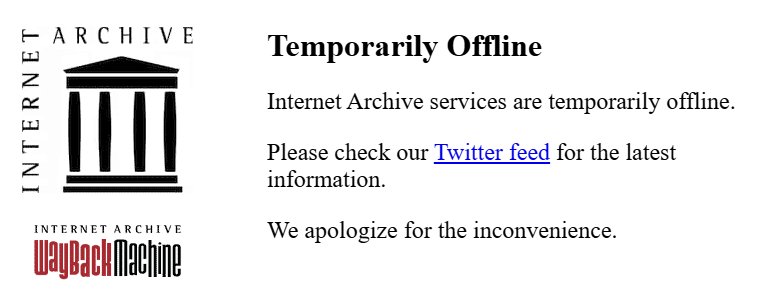 INTERNET ARCHIVE
INTERNET ARCHIVE
WayBackMachine
Temporarily Offline
Internet Archive services are temporarily offline.
Please check our Twitter feed for the latest
information.
We apologize for the inconvenience.